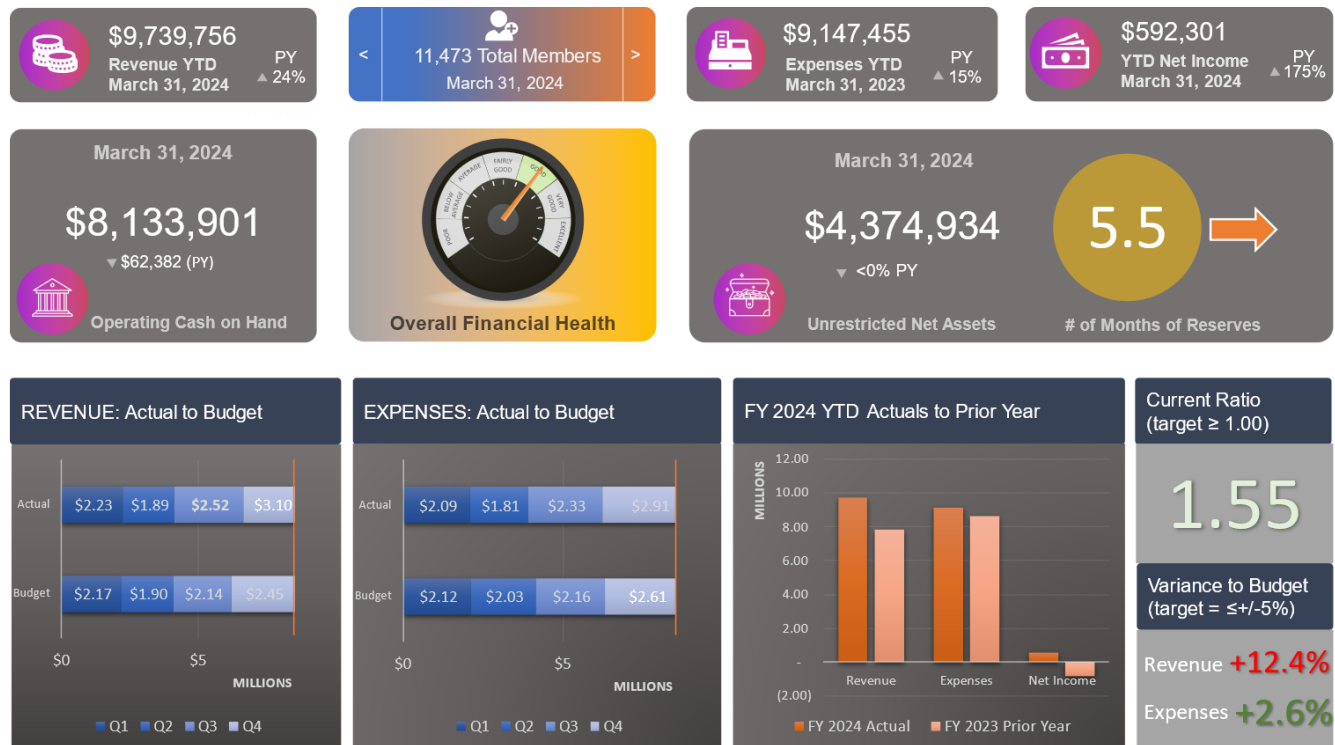 $9,739,756
Revenue YTD
March 31, 2024
PY
▲ 24%
<
11,473 Total Members
March 31, 2024
>
$9,147,455
Expenses YTD
March 31, 2023
PY
▲ 15%
$592,301
YTD Net Income
March 31, 2024
PY
▲ 175%
March 31, 2024
$8,133,901
▼ $62,382 (PY)
Operating Cash on Hand
POOR
BELOW
AVERAGE
AVERAGE
FAIRLY
GOOD
GOOD
VERY
GOOD
EXCELLENT
Overall Financial Health
March 31, 2024
$4,374,934
▼ <0% PY
Unrestricted Net Assets
5.5
# of Months of Reserves
REVENUE: Actual to Budget
Actual
$2.23 $1.89 $2.52 $3.10
Budget
$2.17 $1.90 $2.14 $2.45
$0 $5
MILLIONS
Q1 Q2 Q3 Q4
EXPENSES: Actual to Budget
Actual
$2.09 $1.81 $2.33 $2.91
Budget
$2.12 $2.03 $2.16 $2.61
$0 $5
MILLIONS
Q1 Q2 Q3 Q4
FY 2024 YTD Actuals to Prior Year
MILLIONS
12.00
10.00
8.00
6.00
4.00
2.00
-
(2.00)
Revenue Expenses Net Income
FY 2024 Actual FY 2023 Prior Year
Current Ratio
(target ≥ 1.00)
1.55
Variance to Budget
(target = ≤+/-5%)
Revenue +12.4%
Expenses +2.6%